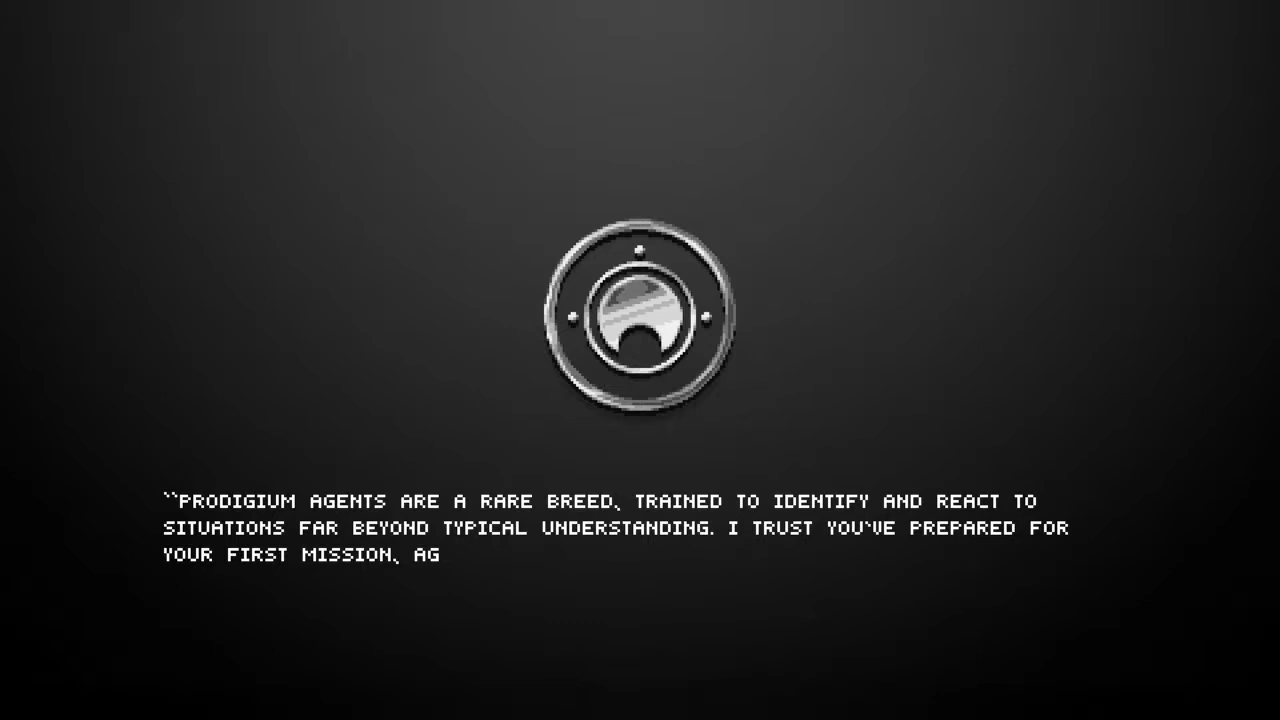 ``PRODIGIUM AGENTS ARE A RARE BREED, TRAINED TO IDENTIFY AND REACT TO
SITUATIONS FAR BEYOND TYPICAL UNDERSTANDING. I TRUST YOU'VE PREPARED FOR
YOUR FIRST MISSION, AG